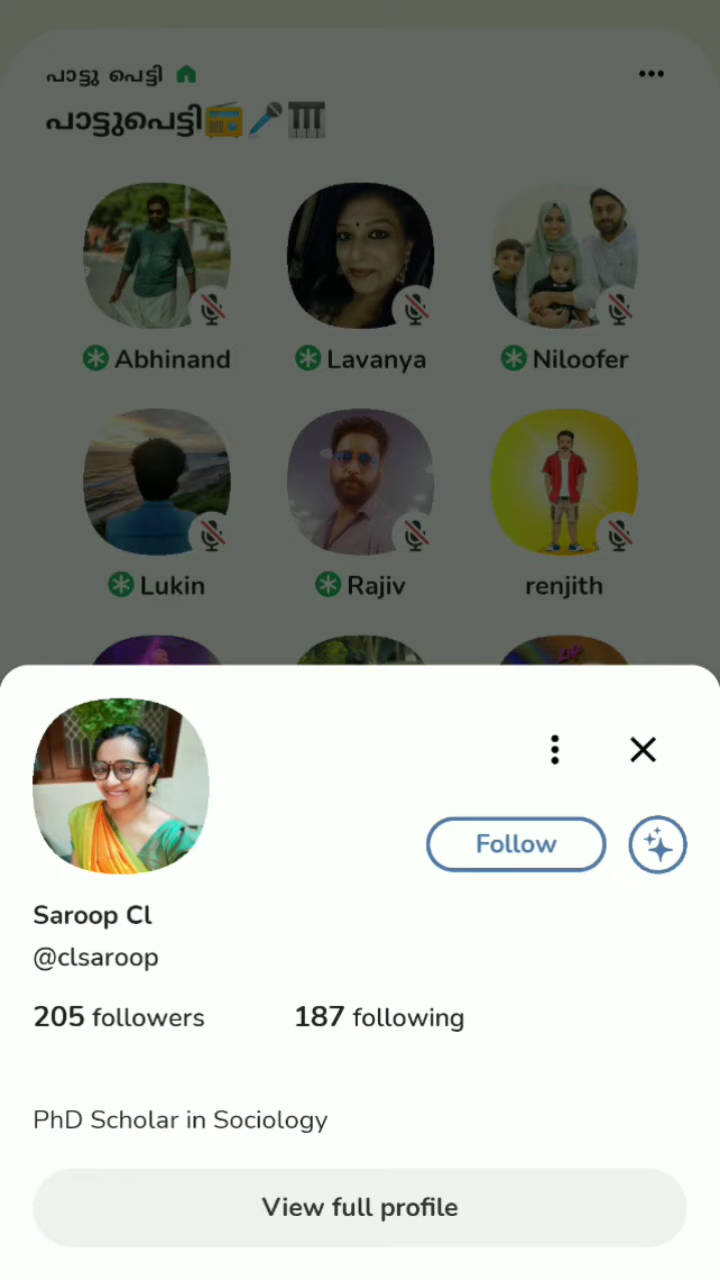 പാട്ടു പെട്ടി
പാട്ടുപെട്ടി📻🎤🎹
Abhinand Lavanya Niloofer
Lukin Rajiv renjith
Follow
Saroop Cl
@clsaroop
205 followers 187 following
PhD Scholar in Sociology
View full profile